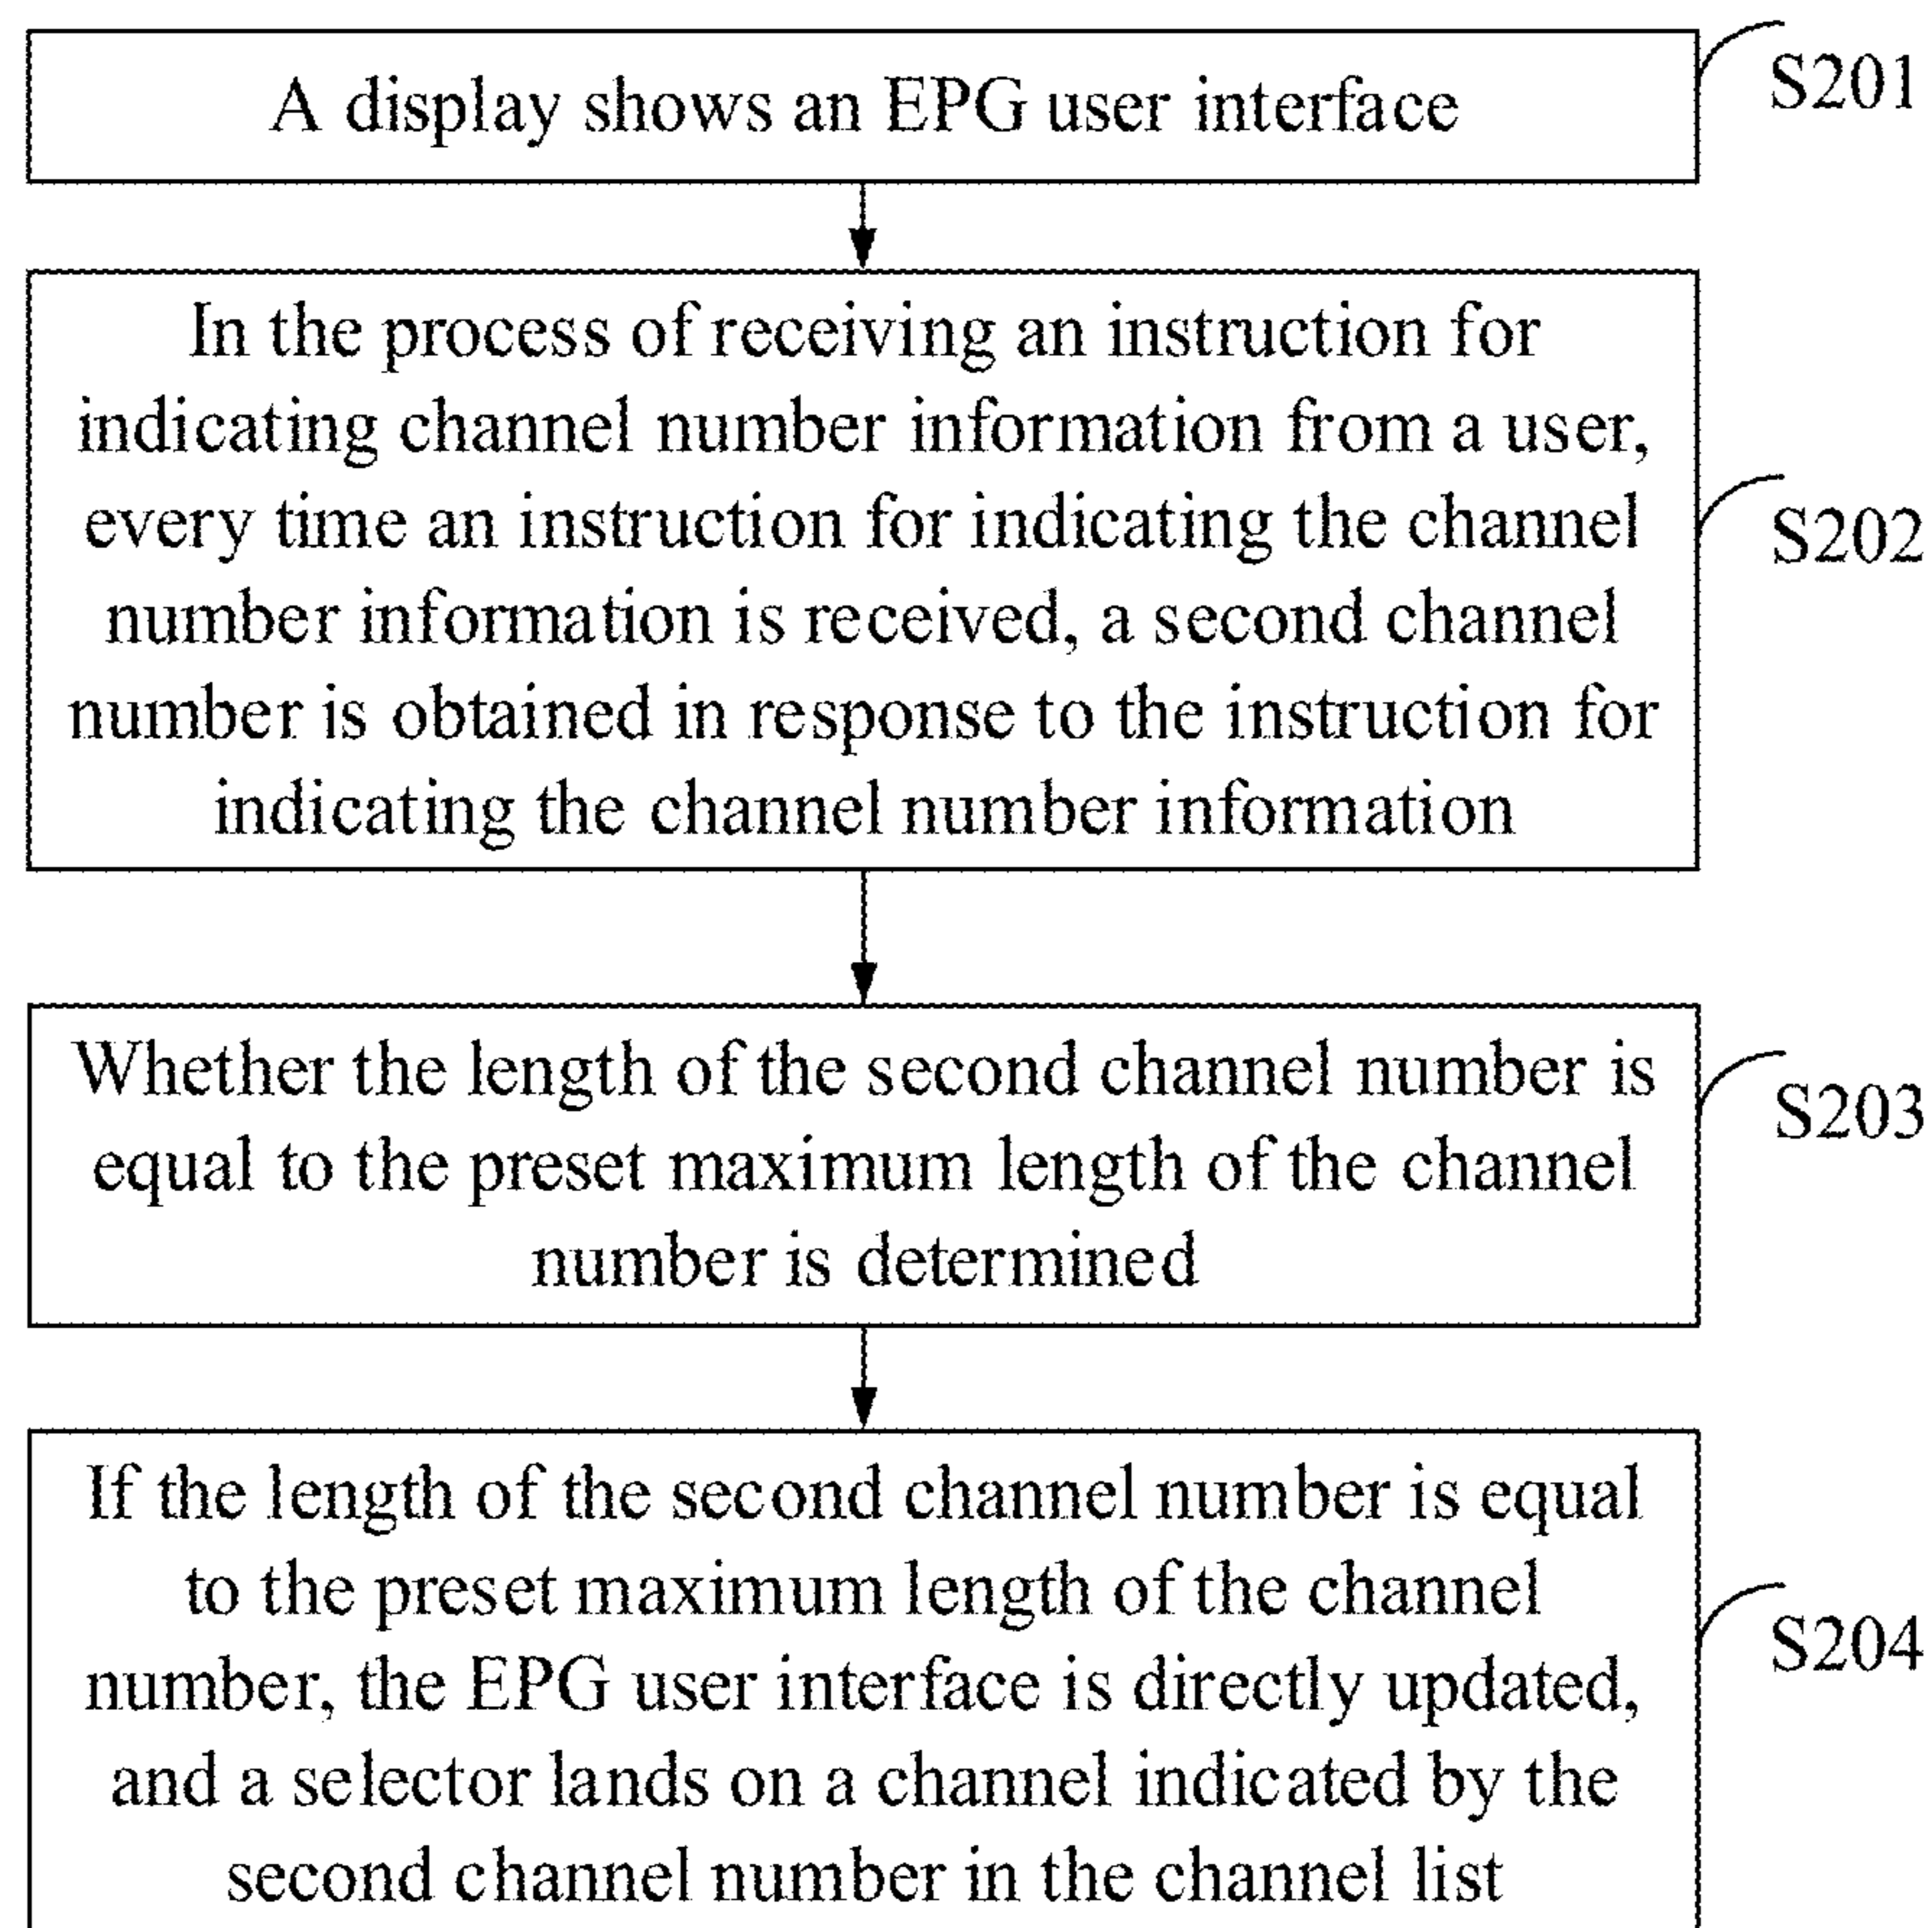 A display shows an EPG user interface
S201
In the process of receiving an instruction for
indicating channel number information from a user,
every time an instruction for indicating the channel
number information is received, a second channel
number is obtained in response to the instruction for
indicating the channel number information
S202
Whether the length of the second channel number is
equal to the preset maximum length of the channel
number is determined
S203
If the length of the second channel number is equal
to the preset maximum length of the channel
number, the EPG user interface is directly updated,
and a selector lands on a channel indicated by the
second channel number in the channel list
S204